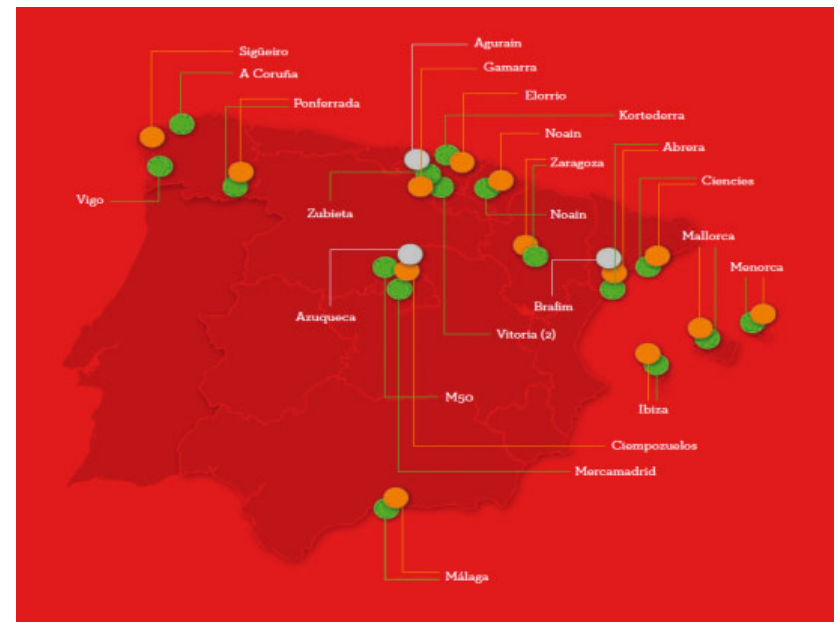 Agurain
Sigüeiro
Gamarra
A Coruña
Elorrio
Ponferrada
Kortederra
Noain
Abrera
Zaragoza
Ciencies
Vigo
Zubieta
Noain
Mallorca
Menorca
Azuqueca
Brafim
Vitoria (2)
M50
Ibiza
Ciempozuelos
Mercamadrid
Málaga